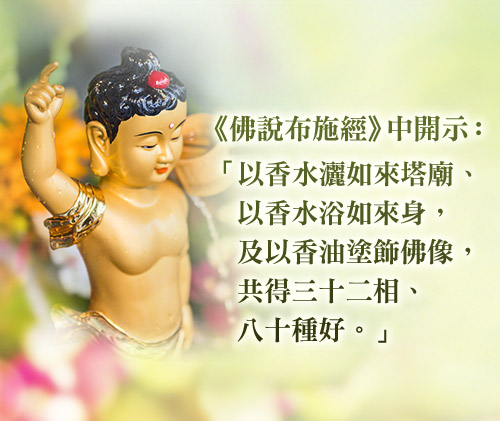 《佛說布施經》中開示：
「以香水灑如來塔廟、
以香水浴如來身，
及以香油塗飾佛像，
共得三十二相、
八十種好。」